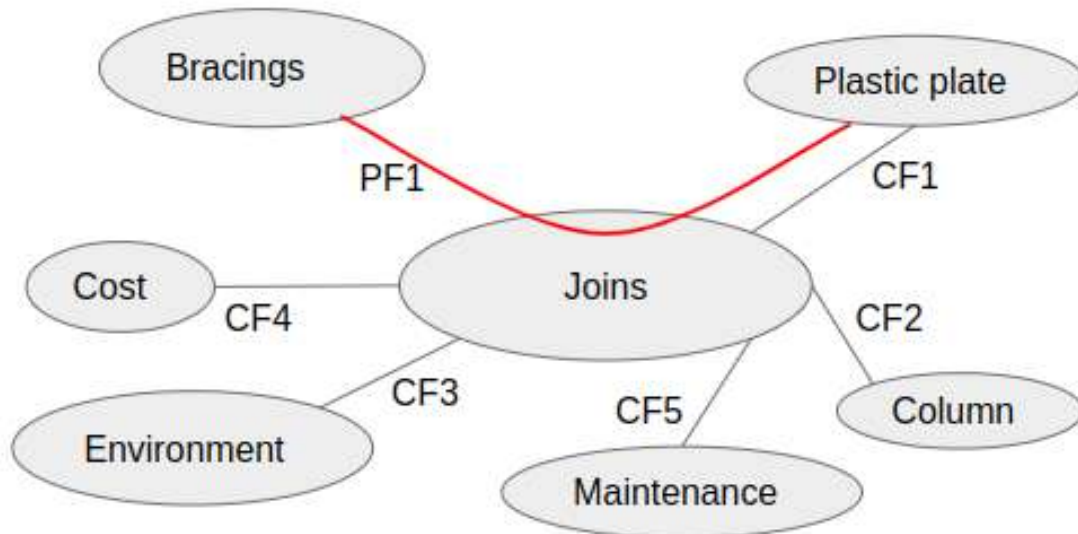 Bracings
Plastic plate
PF1
CF1
Cost
Joins
CF4
CF2
CF3
CF5
Column
Environment
Maintenance